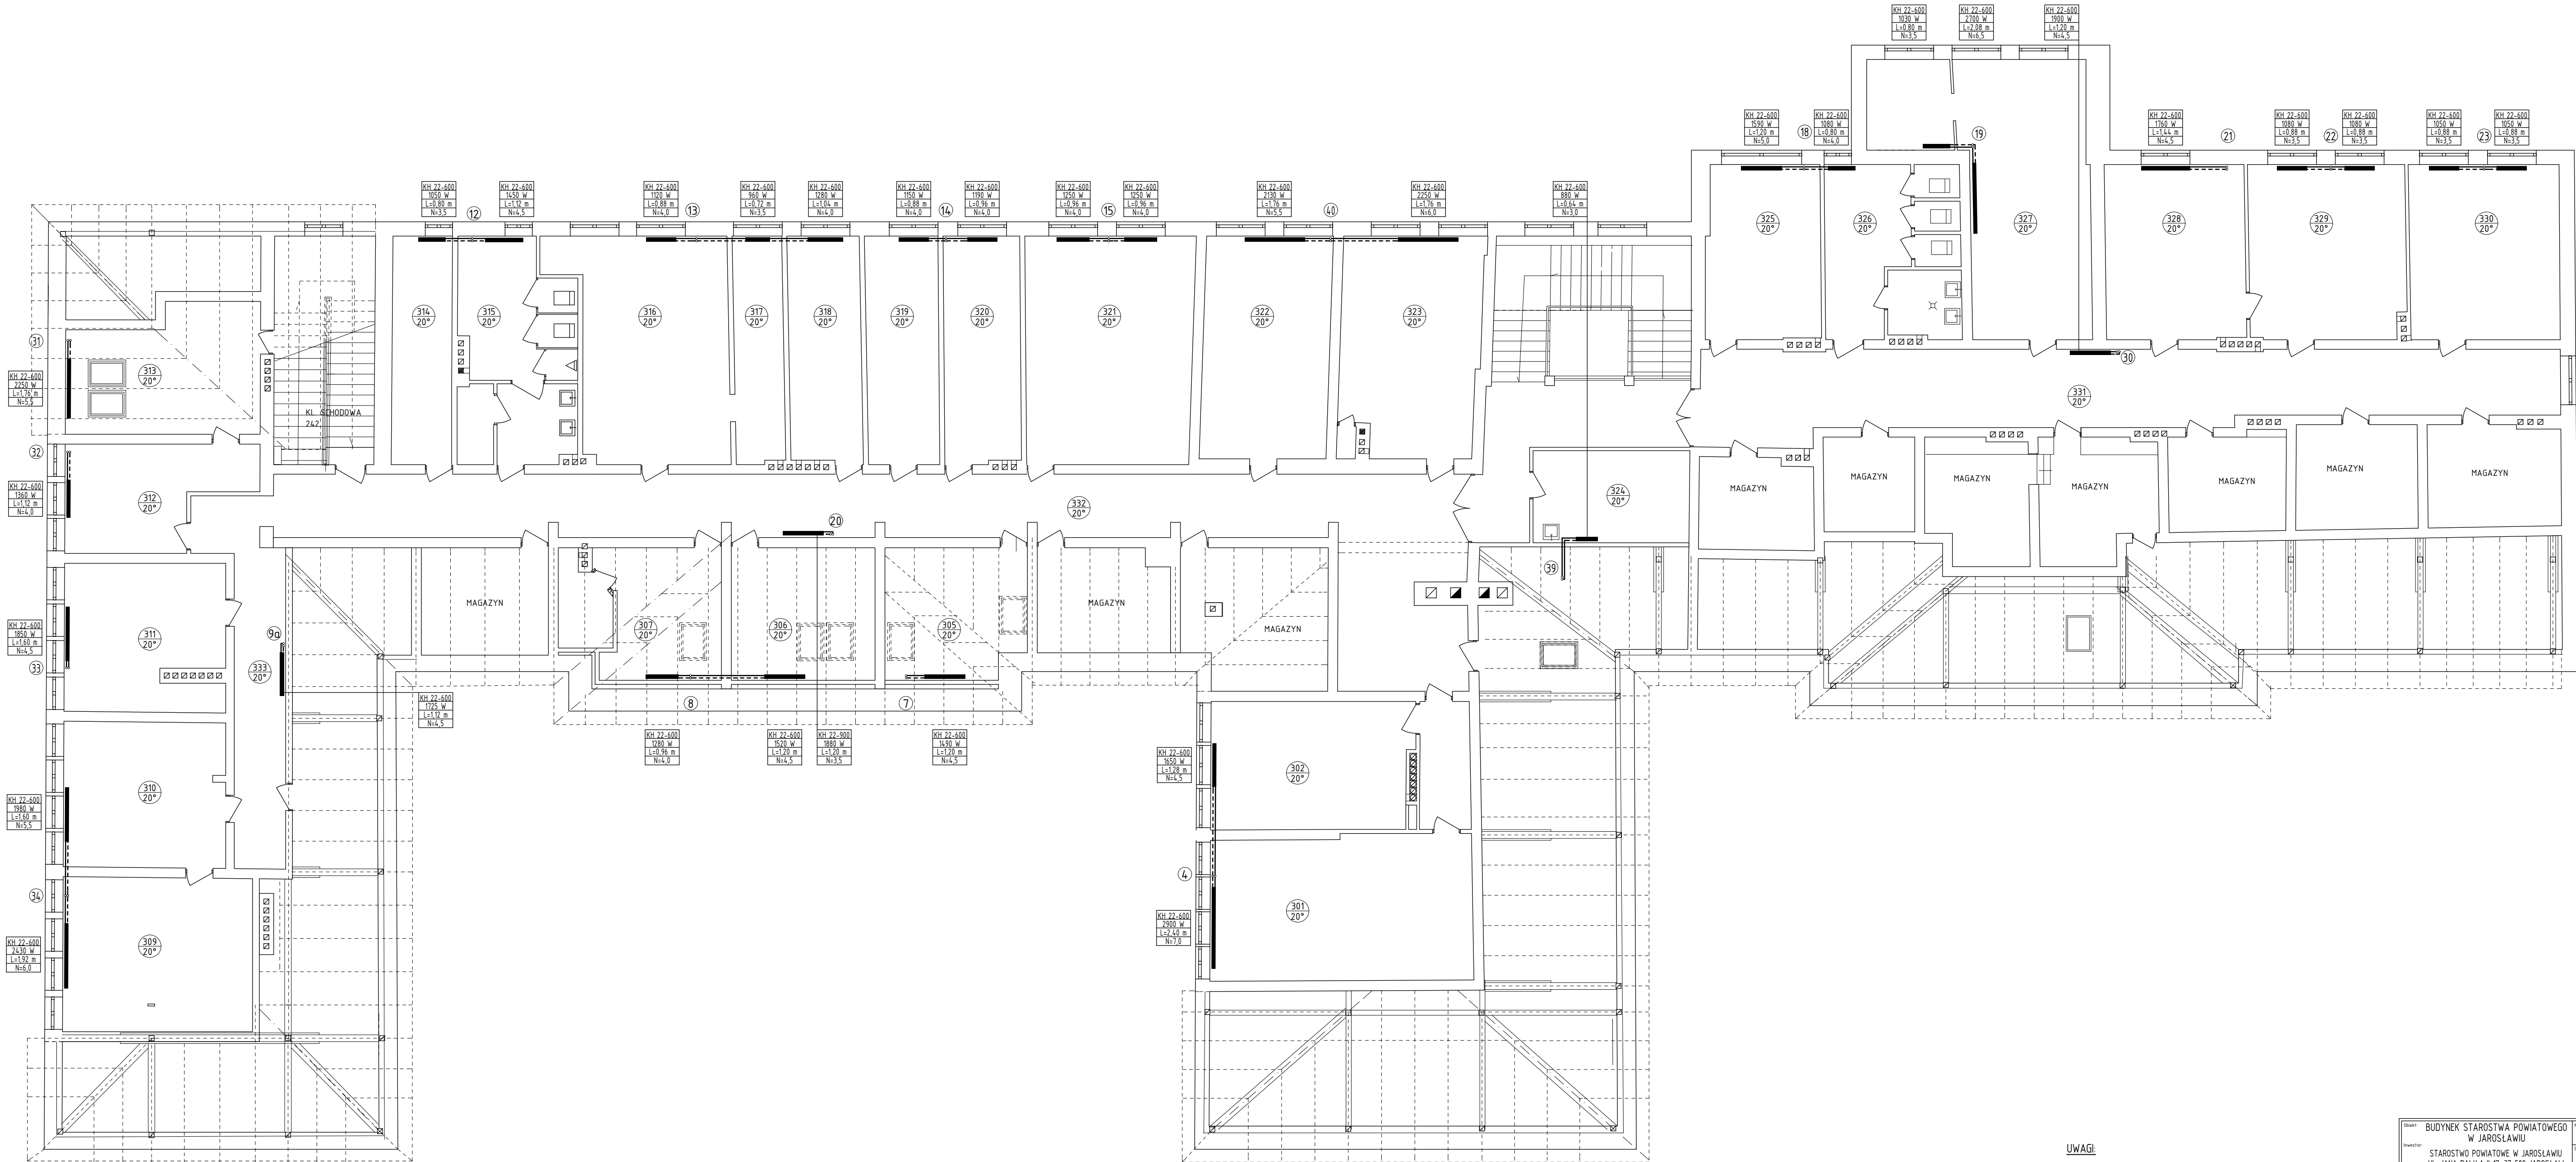 KH 22-600
1030 W
L=0,80 m
N=3,5
KH 22-600
2700 W
L=2,08 m
N=6,5
KH 22-600
1900 W
L=1,20 m
N=4,5
KH 22-600
1590 W
L=1,20 m
N=5,0
18
KH 22-600
1080 W
L=0,80 m
N=4,0
19
KH 22-600
1760 W
L=1,44 m
N=4,5
21
KH 22-600
1080 W
L=0,88 m
N=3,5
22
KH 22-600
1080 W
L=0,88 m
N=3,5
KH 22-600
1050 W
L=0,88 m
N=3,5
23
KH 22-600
1050 W
L=0,88 m
N=3,5
KH 22-600
1050 W
L=0,80 m
N=3,5
12
KH 22-600
1450 W
L=1,12 m
N=4,5
KH 22-600
1120 W
L=0,88 m
N=4,0
13
KH 22-600
960 W
L=0,72 m
N=3,5
KH 22-600
1280 W
L=1,04 m
N=4,0
KH 22-600
1150 W
L=0,88 m
N=4,0
14
KH 22-600
1190 W
L=0,96 m
N=4,0
KH 22-600
1250 W
L=0,96 m
N=4,0
15
KH 22-600
1250 W
L=0,96 m
N=4,0
KH 22-600
2130 W
L=1,76 m
N=5,5
40
KH 22-600
2250 W
L=1,76 m
N=6,0
KH 22-600
880 W
L=0,64 m
N=3,0
325
20°
326
20°
327
20°
328
20°
329
20°
330
20°
314
20°
315
20°
316
20°
317
20°
318
20°
319
20°
320
20°
321
20°
322
20°
323
20°
31
KH 22-600
2250 W
L=1,76 m
N=5,5
313
20°
KL. SCHODOWA
242
30
331
20°
32
KH 22-600
1360 W
L=1,12 m
N=4,0
312
20°
332
20°
324
20°
MAGAZYN
MAGAZYN
MAGAZYN
MAGAZYN
MAGAZYN
MAGAZYN
MAGAZYN
20
39
MAGAZYN
MAGAZYN
MAGAZYN
KH 22-600
1850 W
L=1,60 m
N=4,5
33
311
20°
9a
333
20°
307
20°
306
20°
305
20°
KH 22-600
1725 W
L=1,12 m
N=4,5
8
7
KH 22-600
1280 W
L=0,96 m
N=4,0
KH 22-600
1520 W
L=1,20 m
N=4,5
KH 22-900
1880 W
L=1,20 m
N=3,5
KH 22-600
1490 W
L=1,20 m
N=4,5
KH 22-600
1650 W
L=1,28 m
N=4,5
302
20°
KH 22-600
1980 W
L=1,60 m
N=5,5
310
20°
34
4
KH 22-600
2900 W
L=2,40 m
N=7,0
301
20°
KH 22-600
2430 W
L=1,92 m
N=6,0
309
20°
UWAGI:
Obiekt: BUDYNEK STAROSTWA POWIATOWEGO
W JAROSŁAWIU
Inwestor:
STAROSTWO POWIATOWE W JAROSŁAWIU